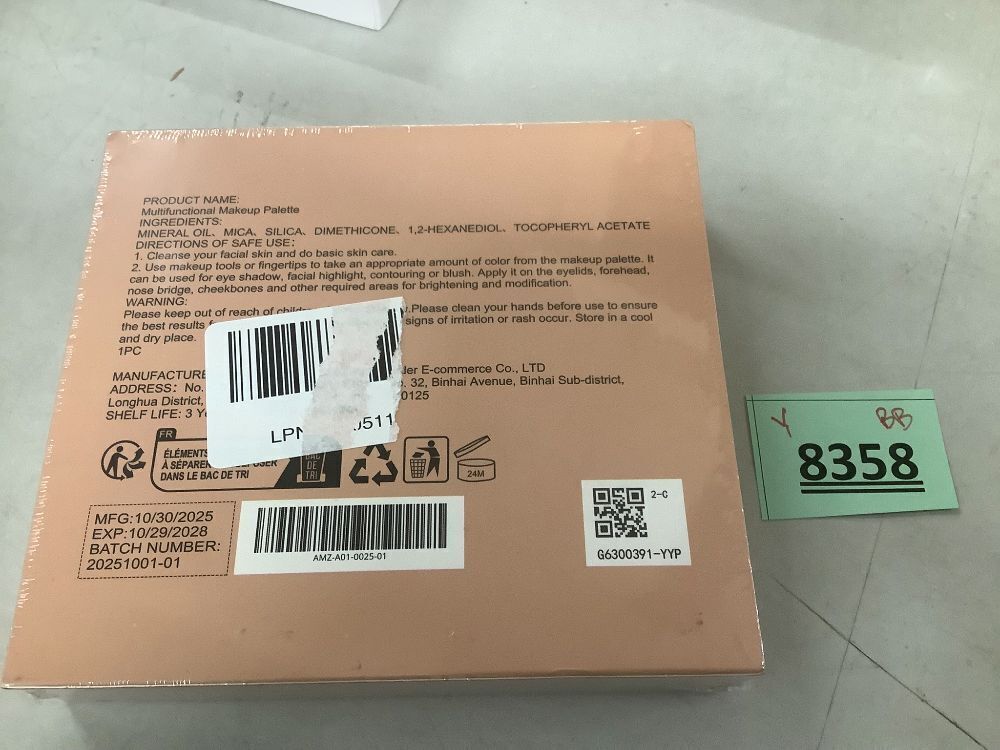 PRODUCT NAME:
Multifunctional Makeup Palette
INGREDIENTS:
MINERAL OIL、MICA、SILICA、DIMETHICONE、1,2-HEXANEDIOL、TOCOPHERYL ACETATE
DIRECTIONS OF SAFE USE:
1. Cleanse your facial skin and do basic skin care.
2. Use makeup tools or fingertips to take an appropriate amount of color from the makeup palette. It
can be used for eye shadow, facial highlight, contouring or blush. Apply it on the eyelids, forehead,
nose bridge, cheekbones and other required areas for brightening and modification.
WARNING:
Please keep out of reach of .Please clean your hands before use to ensure
the best results signs of irritation or rash occur. Store in a cool
and dry place.
1PC
E-commerce Co., LTD
ADDRESS: No. 32, Binhai Avenue, Binhai Sub-district,
Longhua District,
SHELF LIFE: 3
LPN 0511
FR
ÉLÉMENTS
À SÉPARER
DANS LE BAC DE TRI
BAC
DE
TRI
24M
MFG:10/30/2025
EXP:10/29/2028
BATCH NUMBER:
20251001-01
AMZ-A01-0025-01
2-C
G6300391-YYP
Y BB
8358